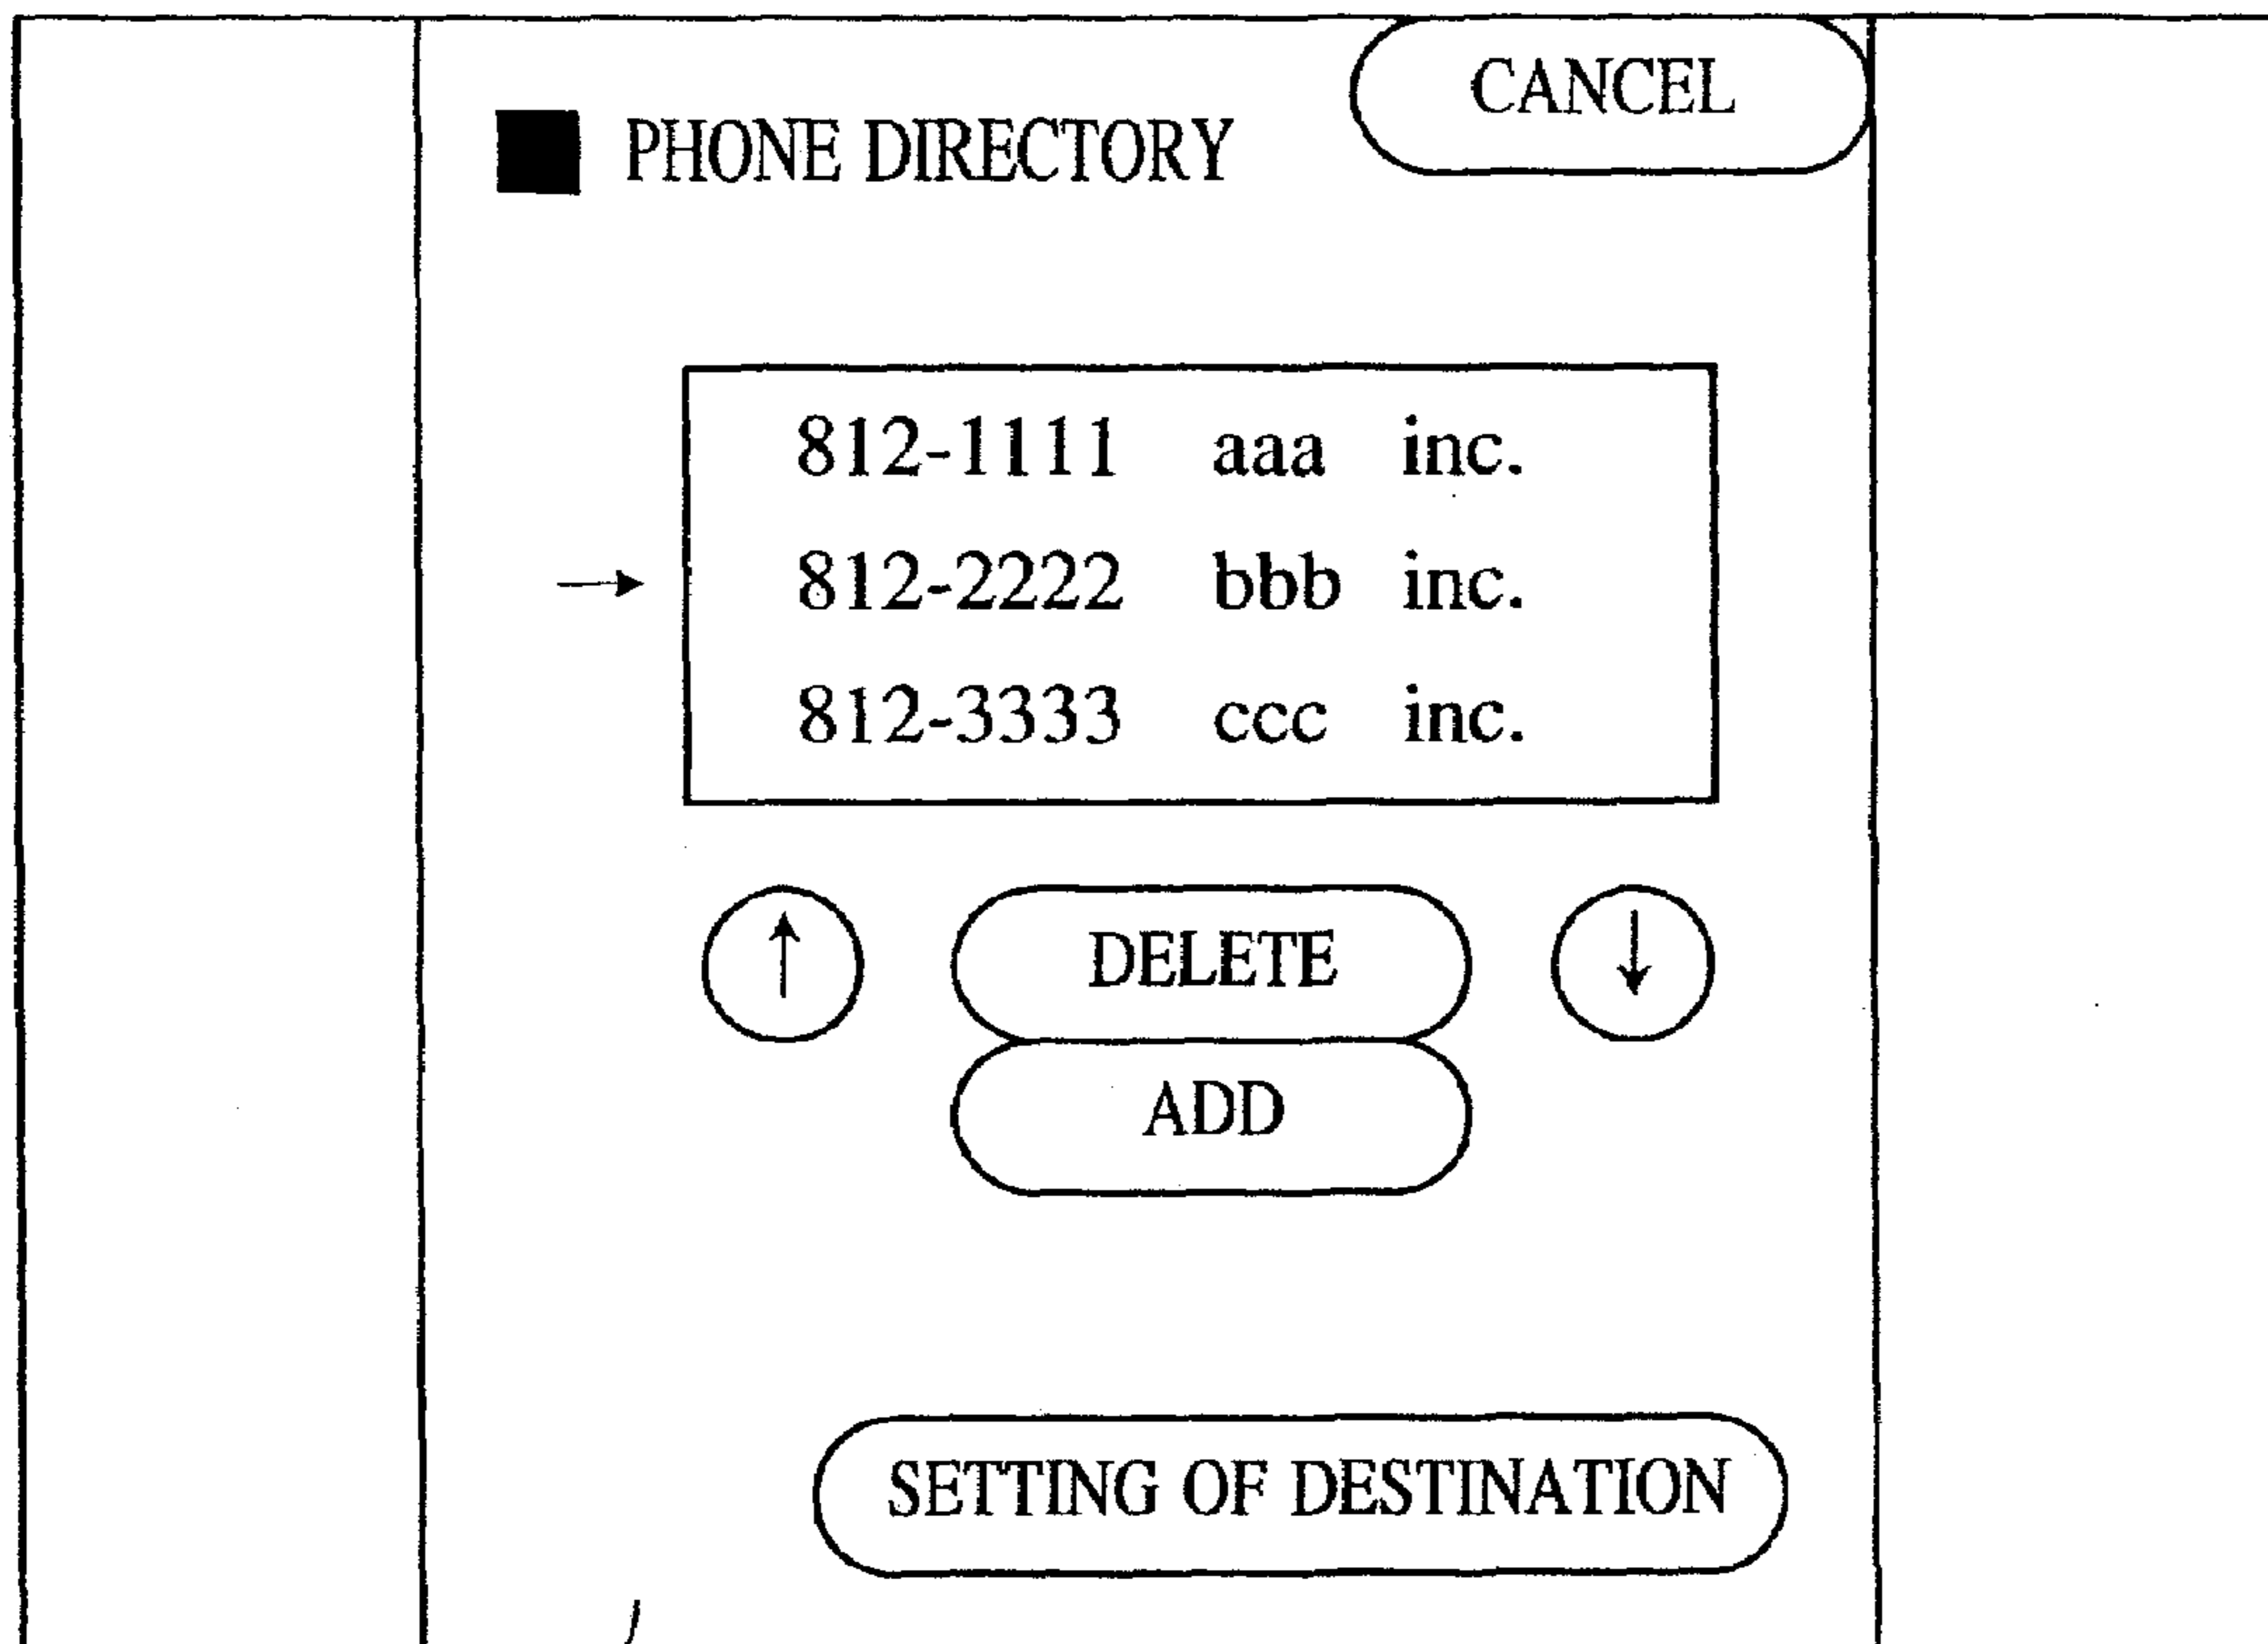 CANCEL
■ PHONE DIRECTORY
812-1111 aaa inc.
→ 812-2222 bbb inc.
812-3333 ccc inc.
↑ DELETE ↓
ADD
SETTING OF DESTINATION